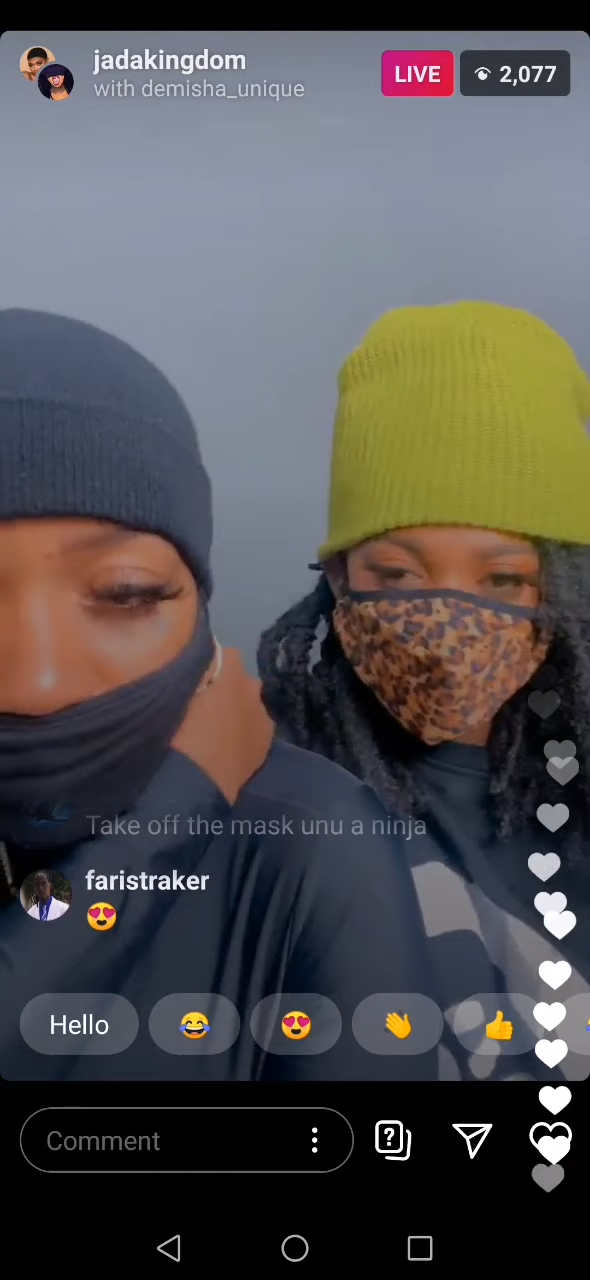 jadakingdom
with demisha_unique
LIVE
2,077
Take off the mask unu a ninja
faristraker
😍
Hello 😂 😍 👋 👍
Comment